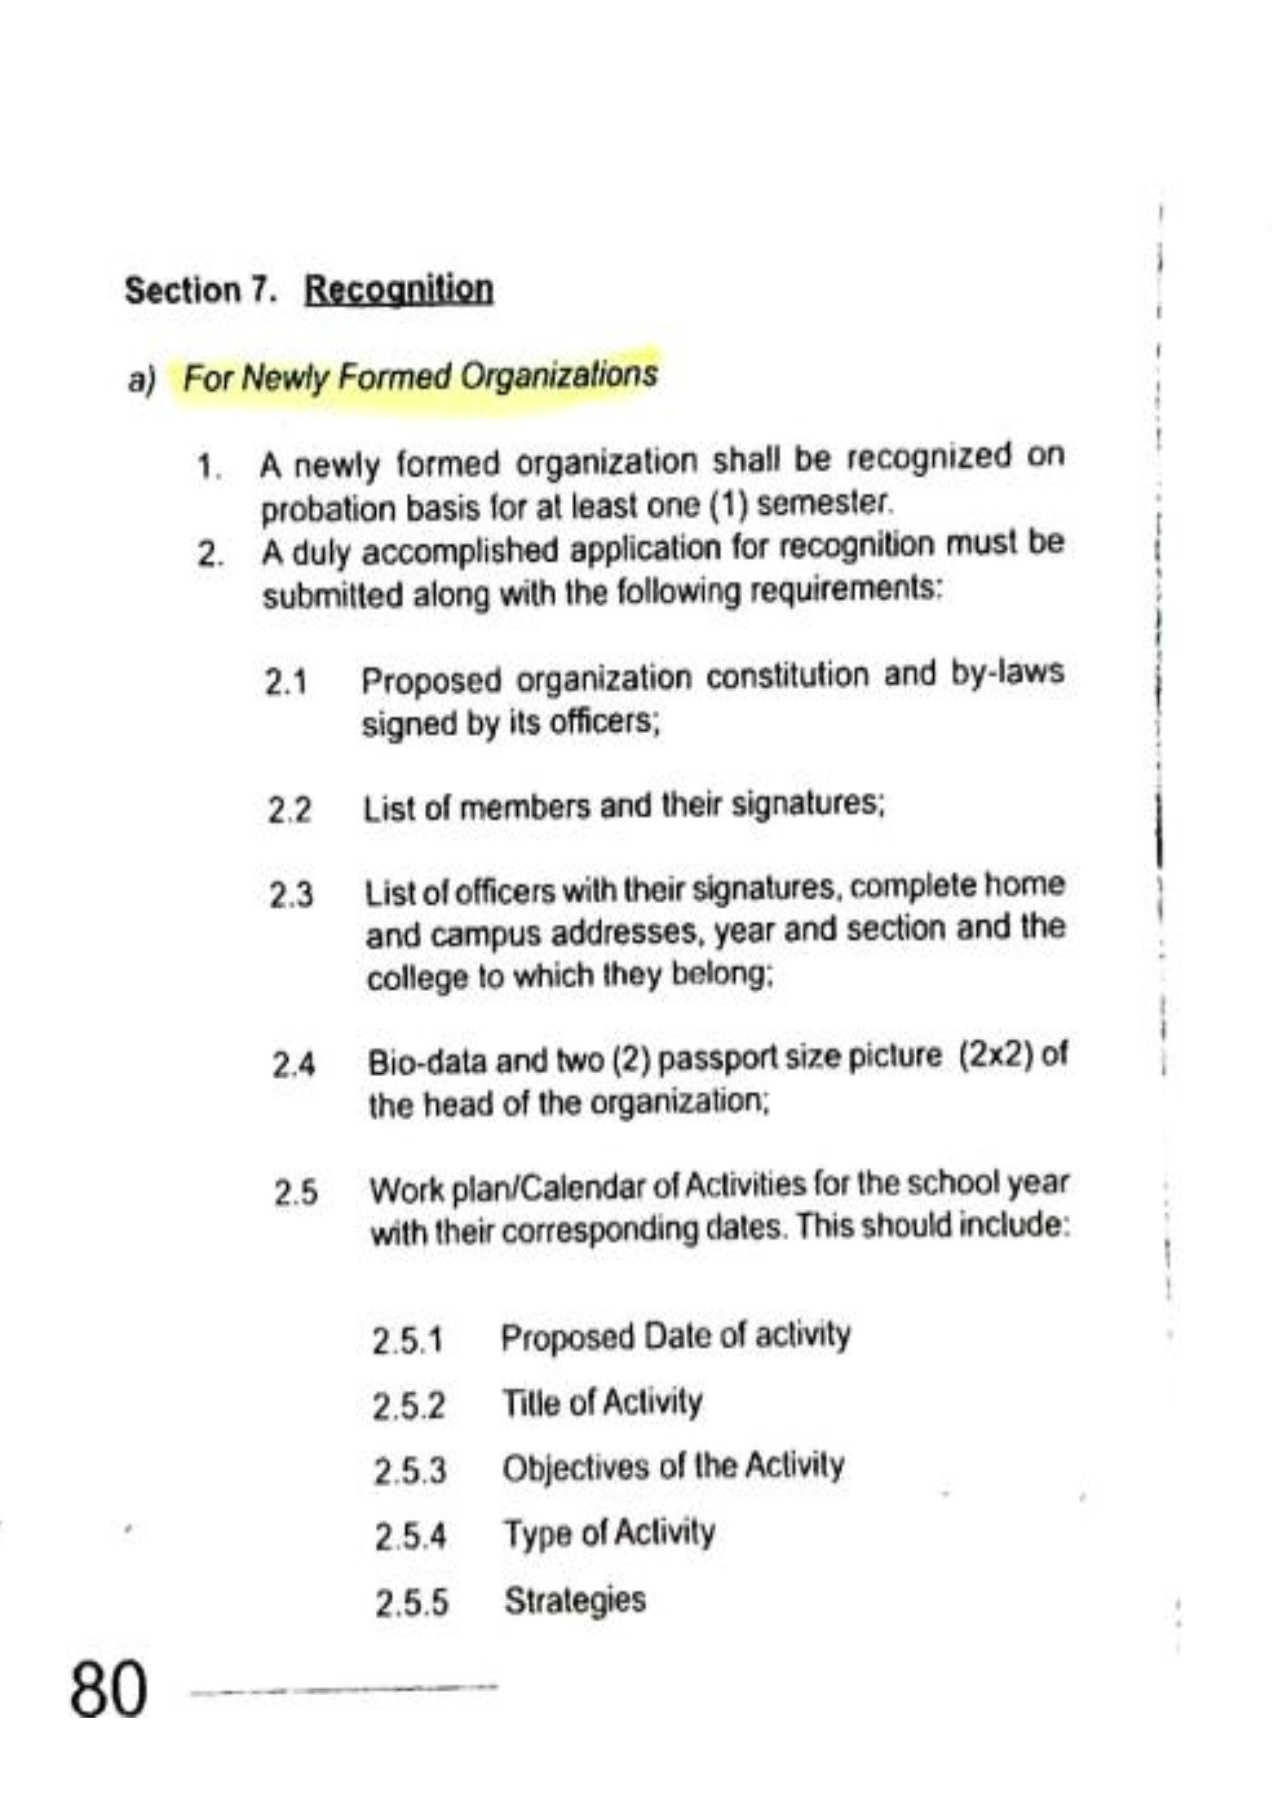 Section 7. Recognition
a) For Newly Formed Organizations
1. A newly formed organization shall be recognized on
probation basis for at least one (1) semester.
2. A duly accomplished application for recognition must be
submitted along with the following requirements:
2.1 Proposed organization constitution and by-laws
signed by its officers;
2.2 List of members and their signatures;
2.3 List of officers with their signatures, complete home
and campus addresses, year and section and the
college to which they belong;
2.4 Bio-data and two (2) passport size picture (2x2) of
the head of the organization;
2.5 Work plan/Calendar of Activities for the school year
with their corresponding dates. This should include:
2.5.1 Proposed Date of activity
2.5.2 Title of Activity
2.5.3 Objectives of the Activity
2.5.4 Type of Activity
2.5.5 Strategies
80